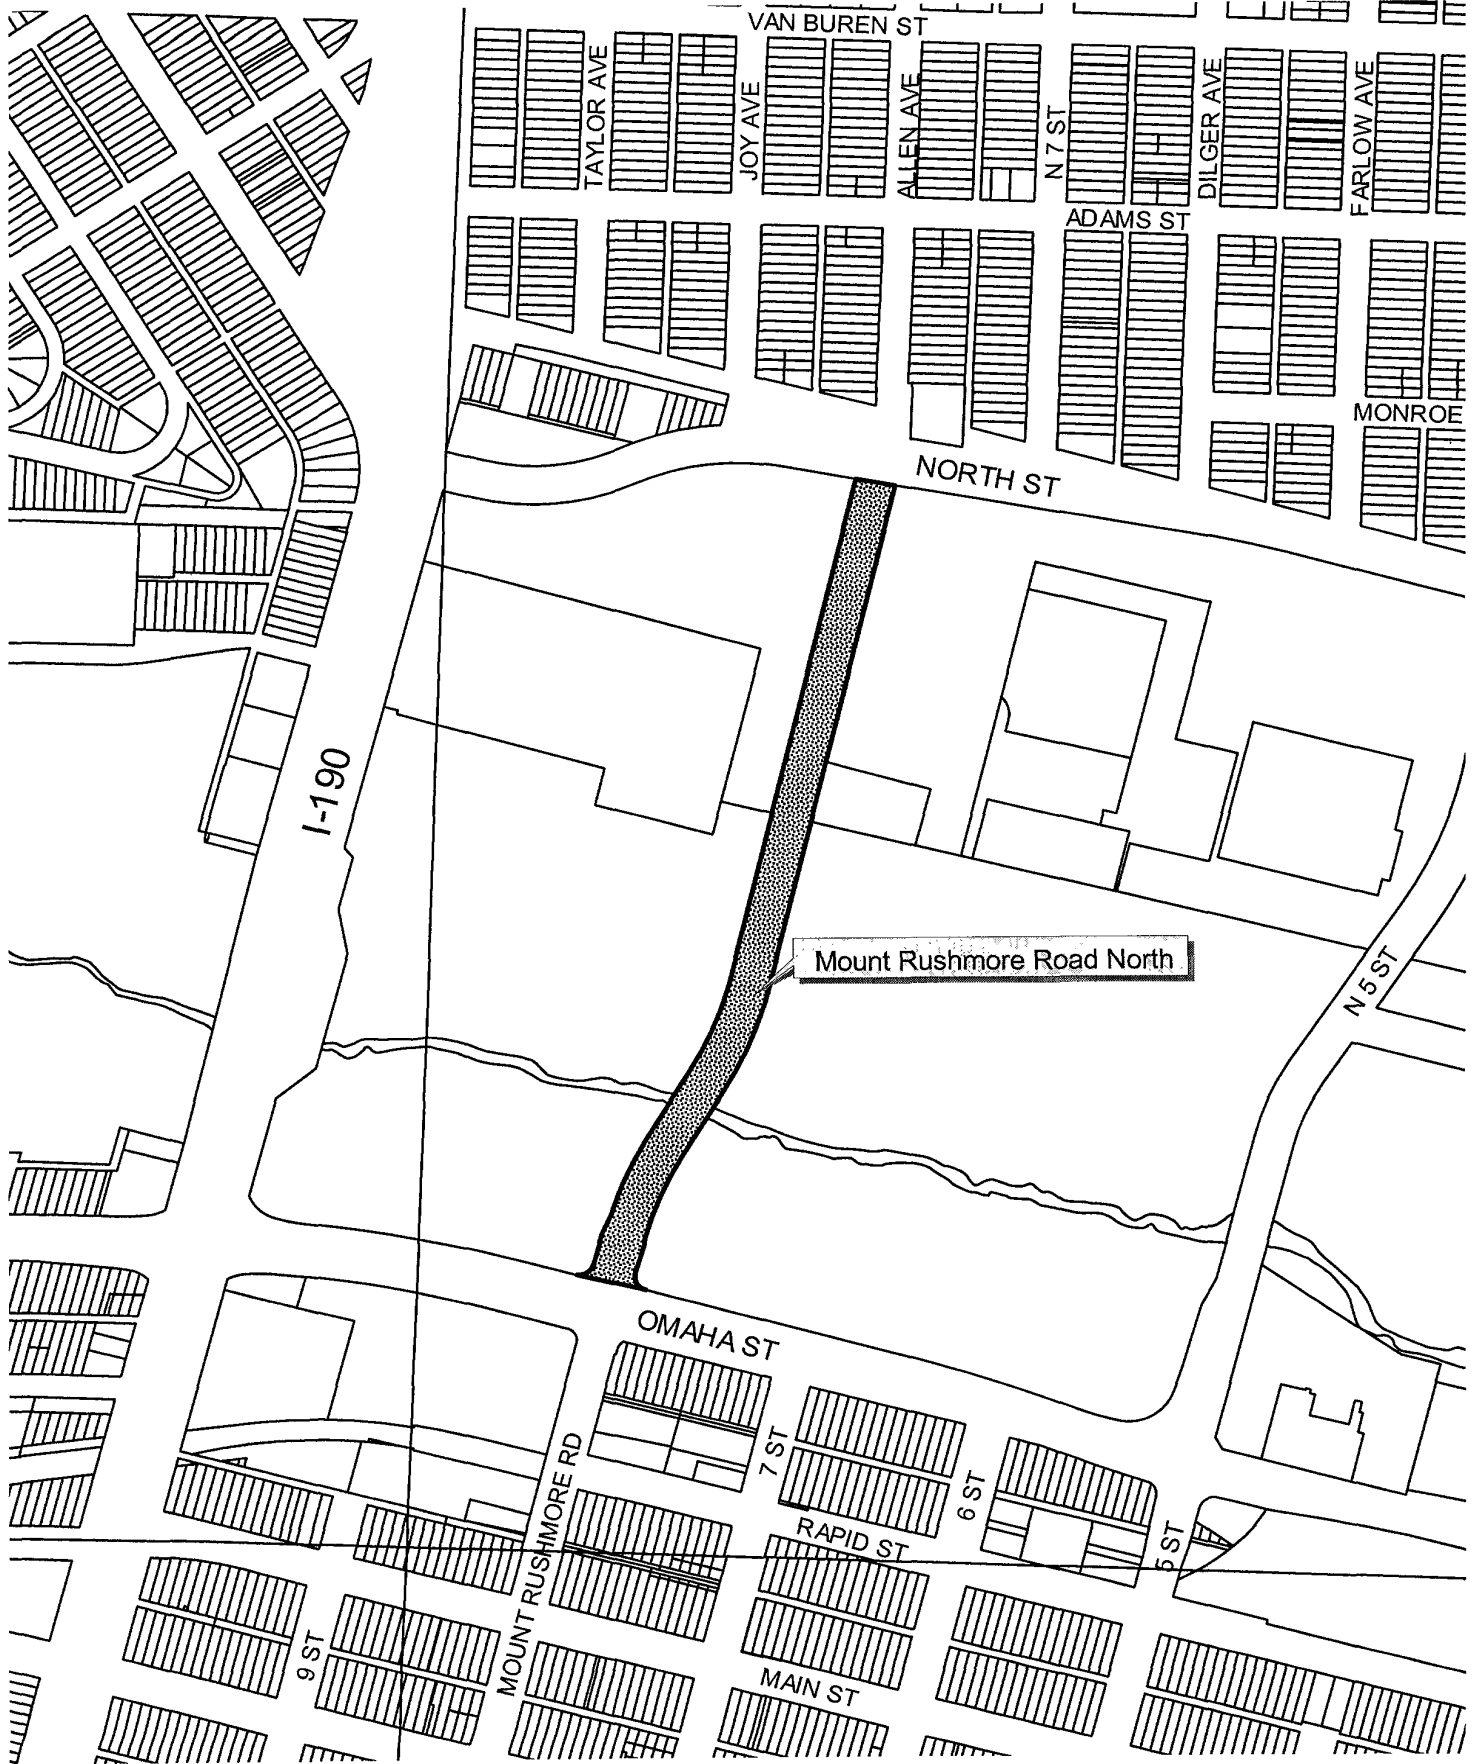 VAN BUREN ST
TAYLOR AVE
JOY AVE
ALLEN AVE
N 7 ST
DILGER AVE
FARLOW AVE
ADAMS ST
MONROE
NORTH ST
I-190
Mount Rushmore Road North
N 5 ST
OMAHA ST
7 ST
MOUNT RUSHMORE RD
6 ST
RAPID ST
5 ST
9 ST
MAIN ST